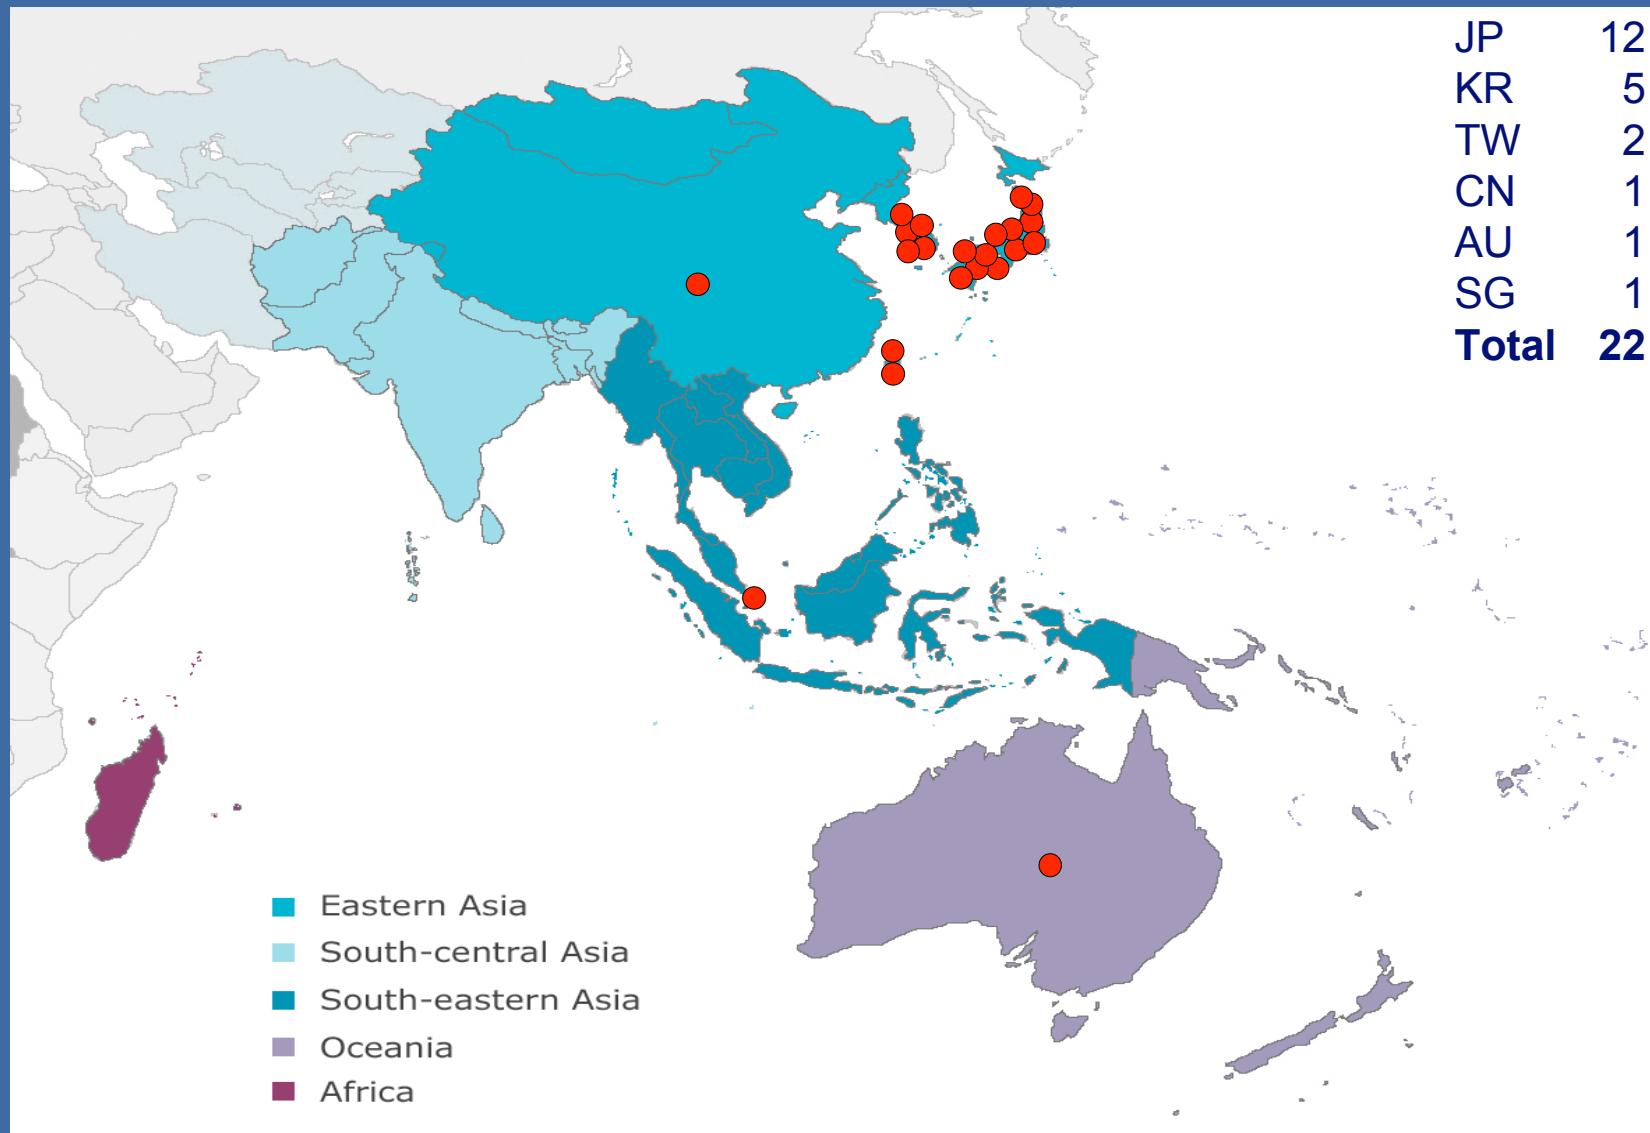 JP 12
KR 5
TW 2
CN 1
AU 1
SG 1
Total 22
Eastern Asia
South-central Asia
South-eastern Asia
Oceania
Africa